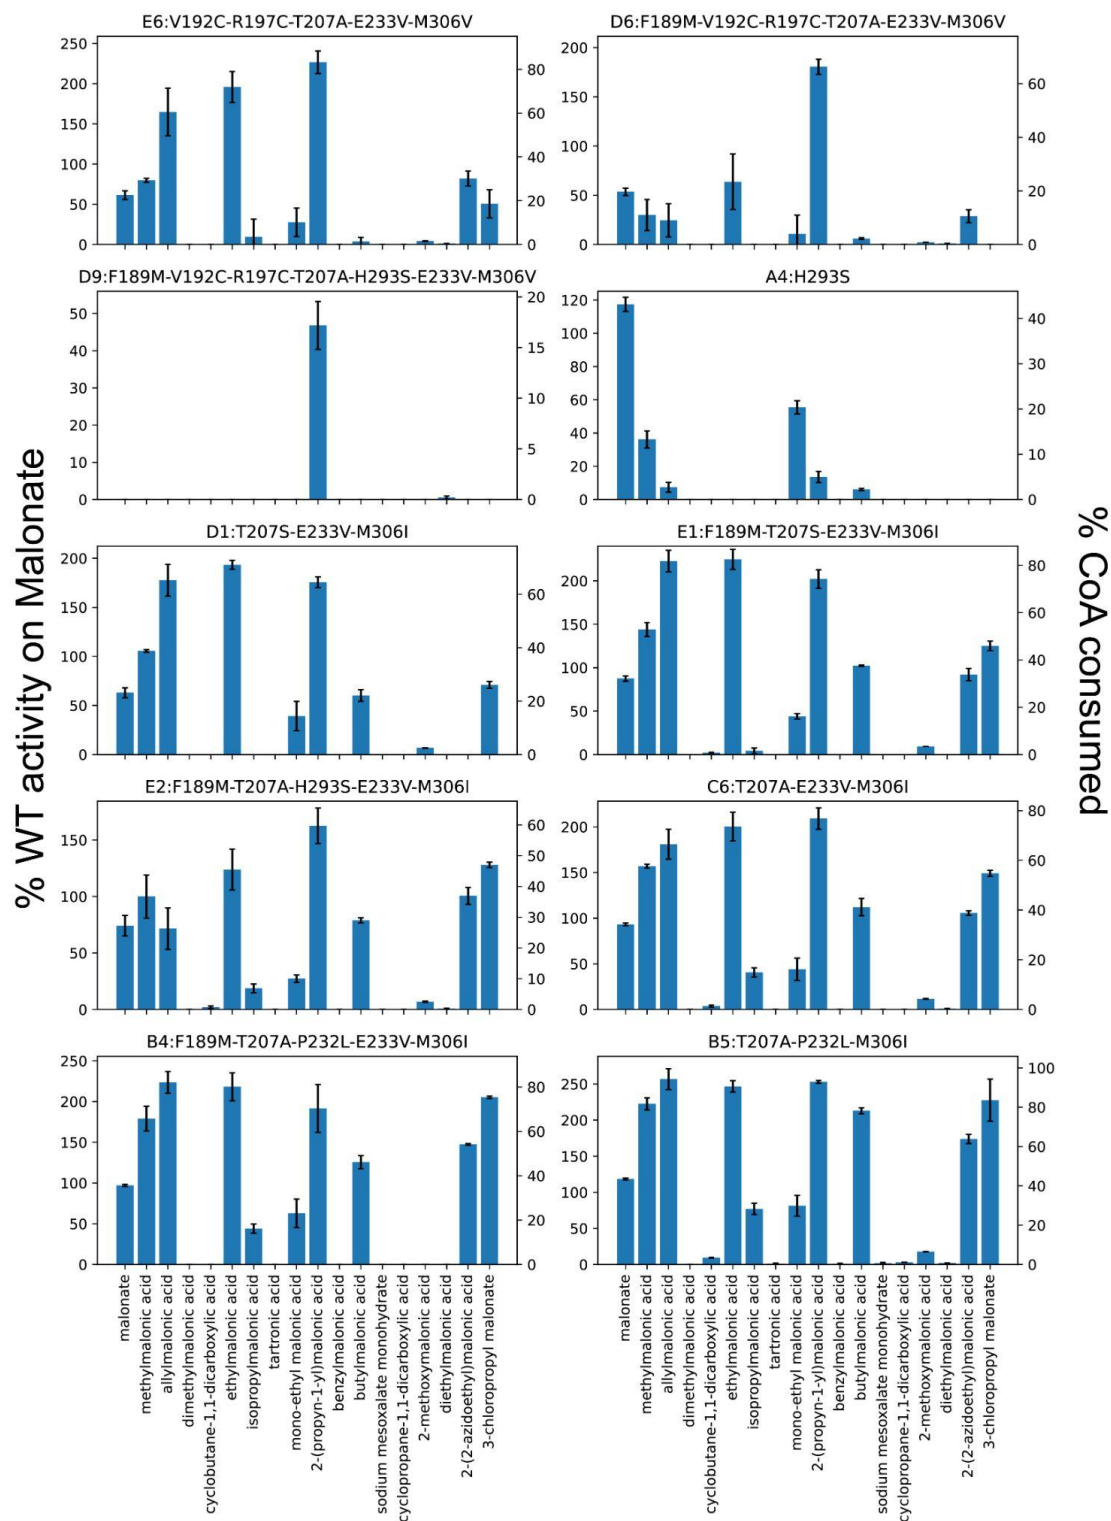 % WT activity on Malonate
% CoA consumed
E6:V192C-R197C-T207A-E233V-M306V
250
200
150
100
50
0
80
60
40
20
0
D6:F189M-V192C-R197C-T207A-E233V-M306V
200
150
100
50
0
60
40
20
0
D9:F189M-V192C-R197C-T207A-H293S-E233V-M306V
50
40
30
20
10
0
20
15
10
5
0
A4:H293S
120
100
80
60
40
20
0
40
30
20
10
0
D1:T207S-E233V-M306I
200
150
100
50
0
60
40
20
0
E1:F189M-T207S-E233V-M306I
200
150
100
50
0
80
60
40
20
0
E2:F189M-T207A-H293S-E233V-M306I
150
100
50
0
60
50
40
30
20
10
0
C6:T207A-E233V-M306I
200
150
100
50
0
80
60
40
20
0
B4:F189M-T207A-P232L-E233V-M306I
250
200
150
100
50
0
80
60
40
20
0
malonate
methylmalonic acid
allylmalonic acid
dimethylmalonic acid
cyclobutane-1,1-dicarboxylic acid
ethylmalonic acid
isopropylmalonic acid
tartronic acid
mono-ethyl malonic acid
2-(propyn-1-yl)malonic acid
benzylmalonic acid
butylmalonic acid
sodium mesoxalate monohydrate
cyclopropane-1,1-dicarboxylic acid
2-methoxymalonic acid
diethylmalonic acid
2-(2-azidoethyl)malonic acid
3-chloropropyl malonate
B5:T207A-P232L-M306I
250
200
150
100
50
0
100
80
60
40
20
0
malonate
methylmalonic acid
allylmalonic acid
dimethylmalonic acid
cyclobutane-1,1-dicarboxylic acid
ethylmalonic acid
isopropylmalonic acid
tartronic acid
mono-ethyl malonic acid
2-(propyn-1-yl)malonic acid
benzylmalonic acid
butylmalonic acid
sodium mesoxalate monohydrate
cyclopropane-1,1-dicarboxylic acid
2-methoxymalonic acid
diethylmalonic acid
2-(2-azidoethyl)malonic acid
3-chloropropyl malonate